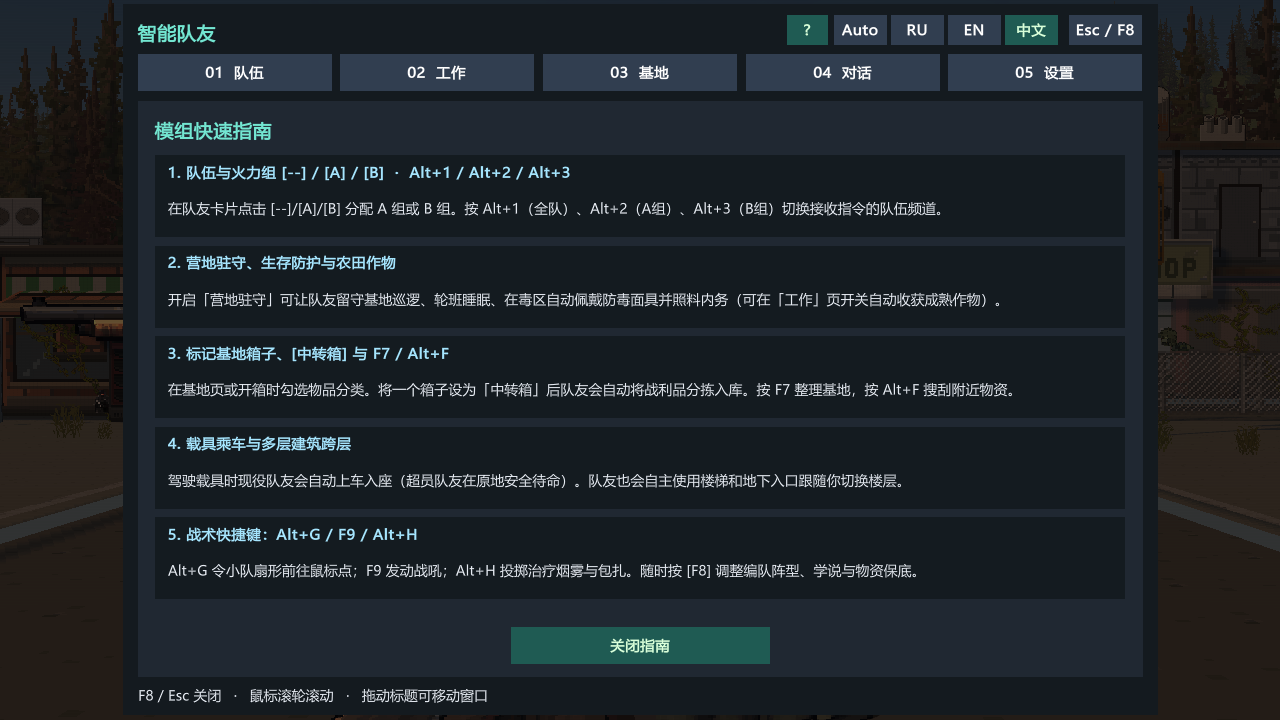 智能队友
? Auto RU EN 中文 Esc / F8
01 队伍 02 工作 03 基地 04 对话 05 设置
模组快速指南
1. 队伍与火力组 [--] / [A] / [B] · Alt+1 / Alt+2 / Alt+3
在队友卡片点击 [--]/[A]/[B] 分配 A 组或 B 组。按 Alt+1（全队）、Alt+2（A组）、Alt+3（B组）切换接收指令的队伍频道。
2. 营地驻守、生存防护与农田作物
开启「营地驻守」可让队友留守基地巡逻、轮班睡眠、在毒区自动佩戴防毒面具并照料内务（可在「工作」页开关自动收获成熟作物）。
3. 标记基地箱子、[中转箱] 与 F7 / Alt+F
在基地页或开箱时勾选物品分类。将一个箱子设为「中转箱」后队友会自动将战利品分拣入库。按 F7 整理基地，按 Alt+F 搜刮附近物资。
4. 载具乘车与多层建筑跨层
驾驶载具时现役队友会自动上车入座（超员队友在原地安全待命）。队友也会自主使用楼梯和地下入口跟随你切换楼层。
5. 战术快捷键：Alt+G / F9 / Alt+H
Alt+G 令小队扇形前往鼠标点；F9 发动战吼；Alt+H 投掷治疗烟雾与包扎。随时按 [F8] 调整编队阵型、学说与物资保底。
关闭指南
F8 / Esc 关闭 · 鼠标滚轮滚动 · 拖动标题可移动窗口
OP